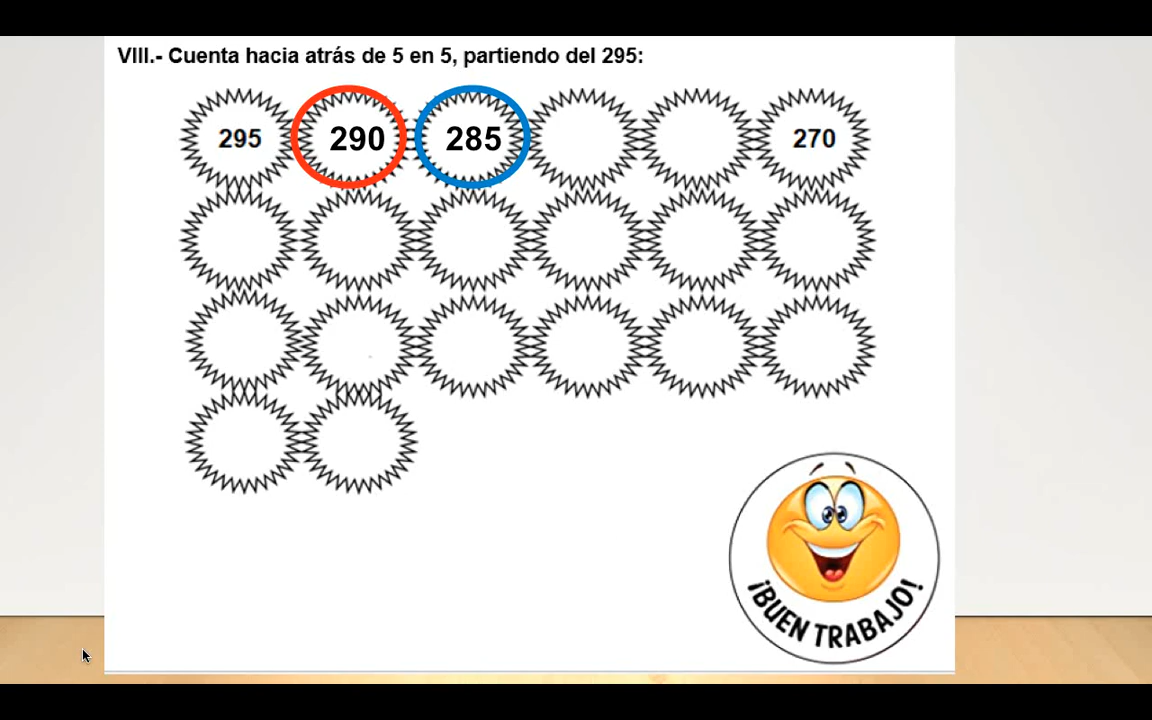 VIII.- Cuenta hacia atrás de 5 en 5, partiendo del 295:
295 290 285 270
¡BUEN TRABAJO!